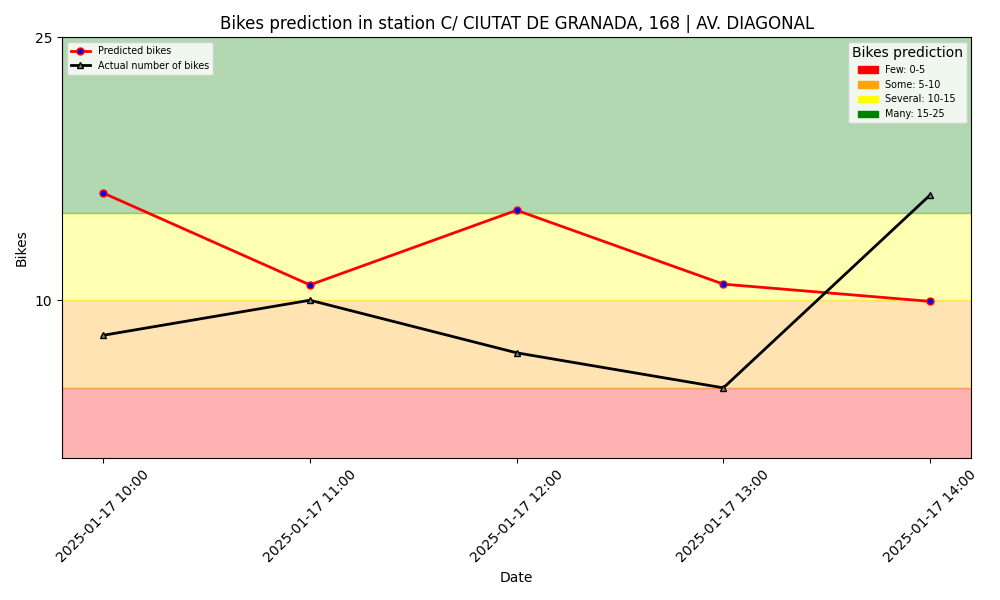 Bikes prediction in station C/ CIUTAT DE GRANADA, 168 | AV. DIAGONAL
25
10
Bikes
Predicted bikes
Actual number of bikes
Bikes prediction
Few: 0-5
Some: 5-10
Several: 10-15
Many: 15-25
2025-01-17 10:00
2025-01-17 11:00
2025-01-17 12:00
2025-01-17 13:00
2025-01-17 14:00
Date